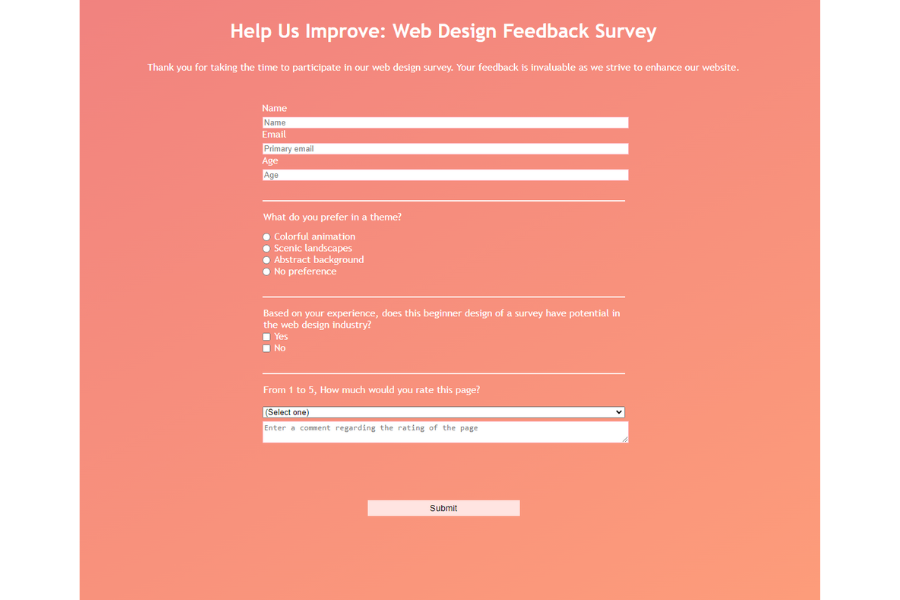 Help Us Improve: Web Design Feedback Survey
Thank you for taking the time to participate in our web design survey. Your feedback is invaluable as we strive to enhance our website.
Name
Name
Email
Primary email
Age
Age
What do you prefer in a theme?
Colorful animation
Scenic landscapes
Abstract background
No preference
Based on your experience, does this beginner design of a survey have potential in
the web design industry?
Yes
No
From 1 to 5, How much would you rate this page?
(Select one)
Enter a comment regarding the rating of the page
Submit